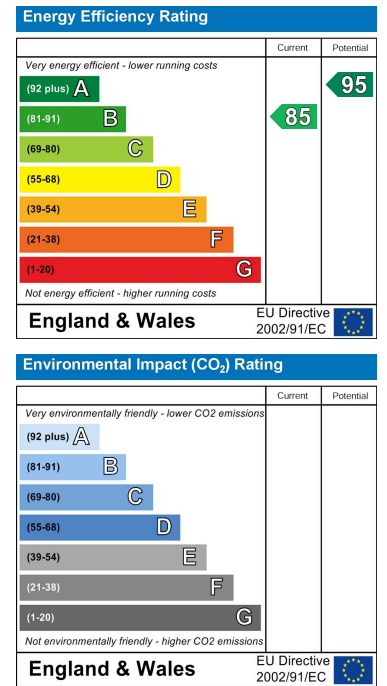 Energy Efficiency Rating
Current Potential
Very energy efficient - lower running costs
(92 plus) A
95
(81-91) B
85
(69-80) C
(55-68) D
(39-54) E
(21-38) F
(1-20) G
Not energy efficient - higher running costs
England & Wales
EU Directive
2002/91/EC
Environmental Impact (CO₂) Rating
Current Potential
Very environmentally friendly - lower CO2 emissions
(92 plus) A
(81-91) B
(69-80) C
(55-68) D
(39-54) E
(21-38) F
(1-20) G
Not environmentally friendly - higher CO2 emissions
England & Wales
EU Directive
2002/91/EC